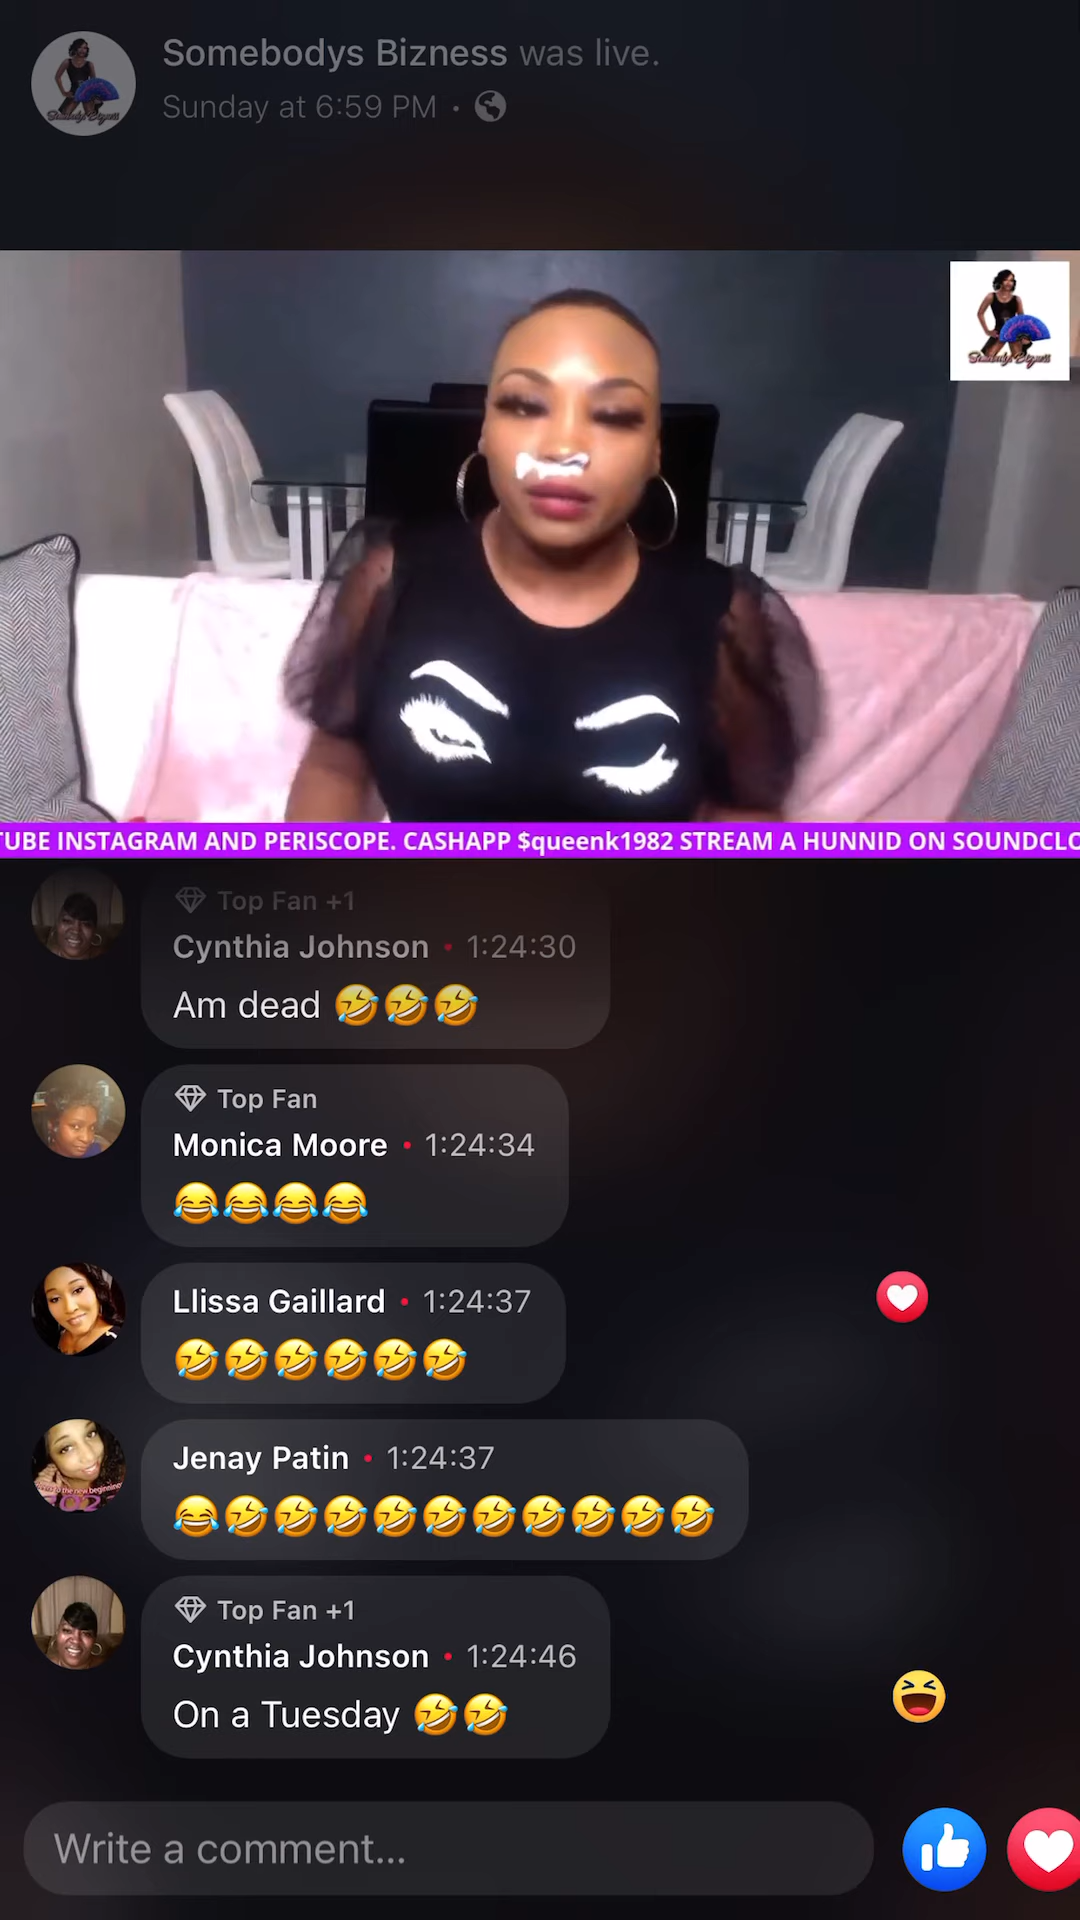 Somebodys Bizness was live.
Sunday at 6:59 PM •
Somebodys Bizness
TUBE INSTAGRAM AND PERISCOPE. CASHAPP $queenk1982 STREAM A HUNNID ON SOUNDCLO
Top Fan +1
Cynthia Johnson • 1:24:30
Am dead 🤣🤣🤣
Top Fan
Monica Moore • 1:24:34
😂😂😂😂
Llissa Gaillard • 1:24:37
🤣🤣🤣🤣🤣🤣
Jenay Patin • 1:24:37
😂🤣🤣🤣🤣🤣🤣🤣🤣🤣🤣
Top Fan +1
Cynthia Johnson • 1:24:46
On a Tuesday 🤣🤣
Write a comment...